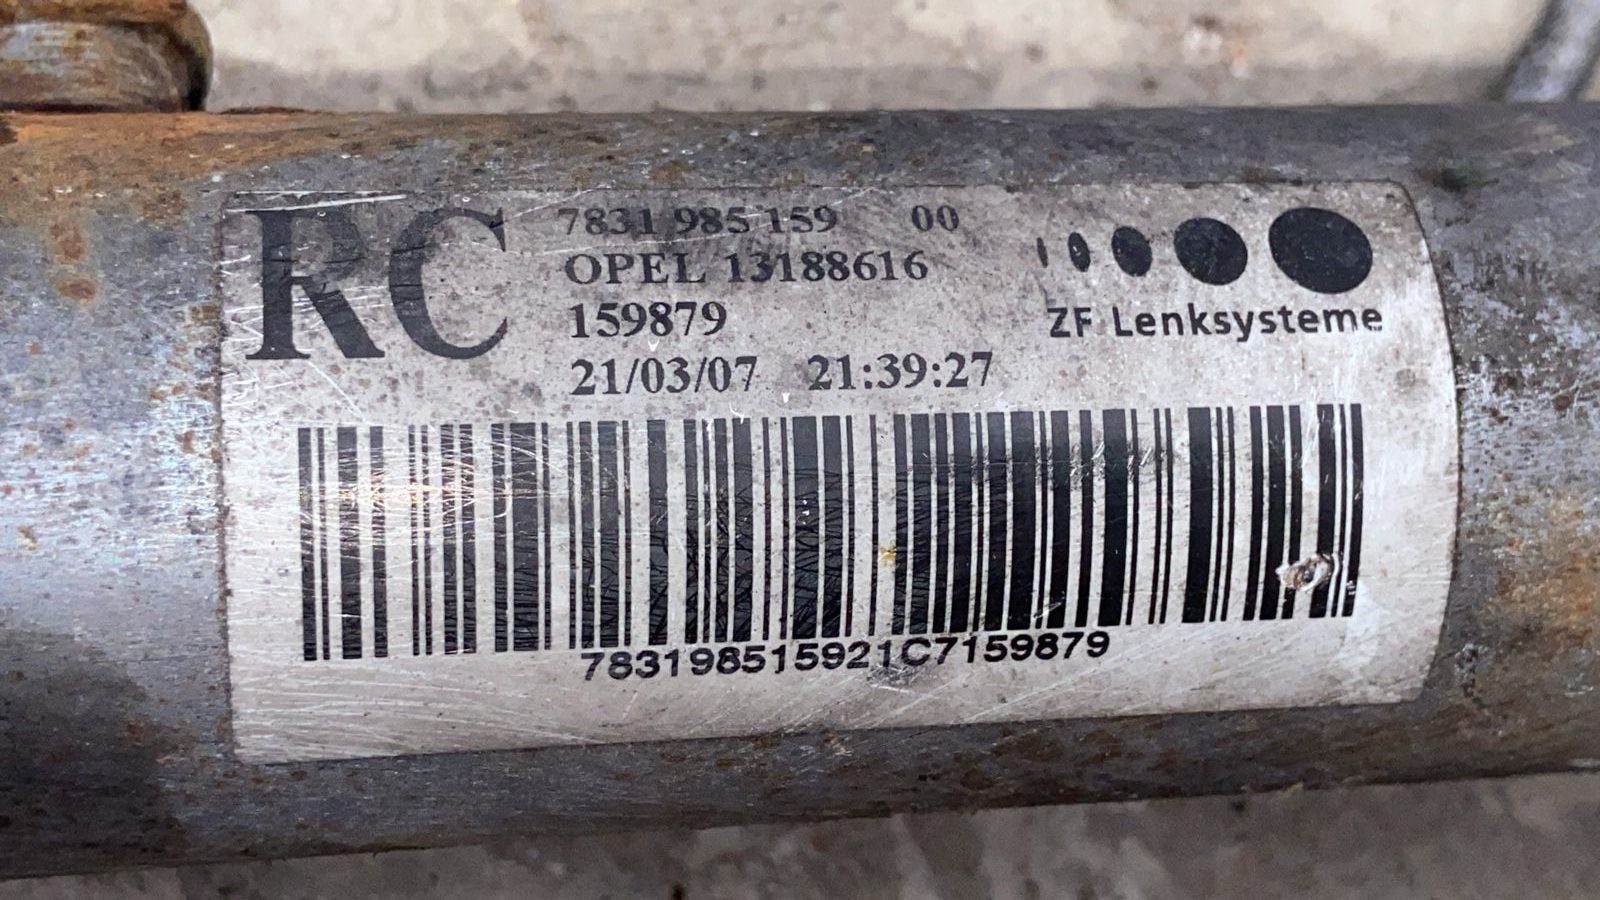 RC
7831 985 159 00
OPEL 13188616
159879
21/03/07 21:39:27
ZF Lenksysteme
783198515921C7159879